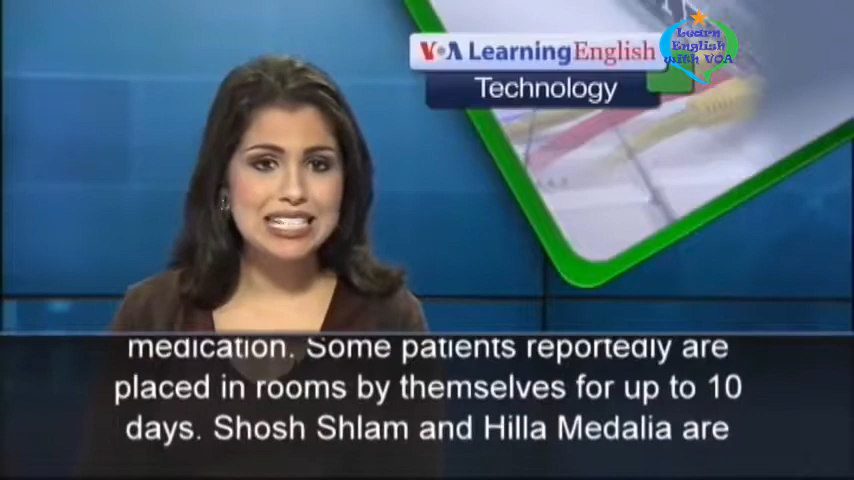 VOA Learning English
Technology
Learn
English
with VOA
medication. Some patients reportedly are
placed in rooms by themselves for up to 10
days. Shosh Shlam and Hilla Medalia are